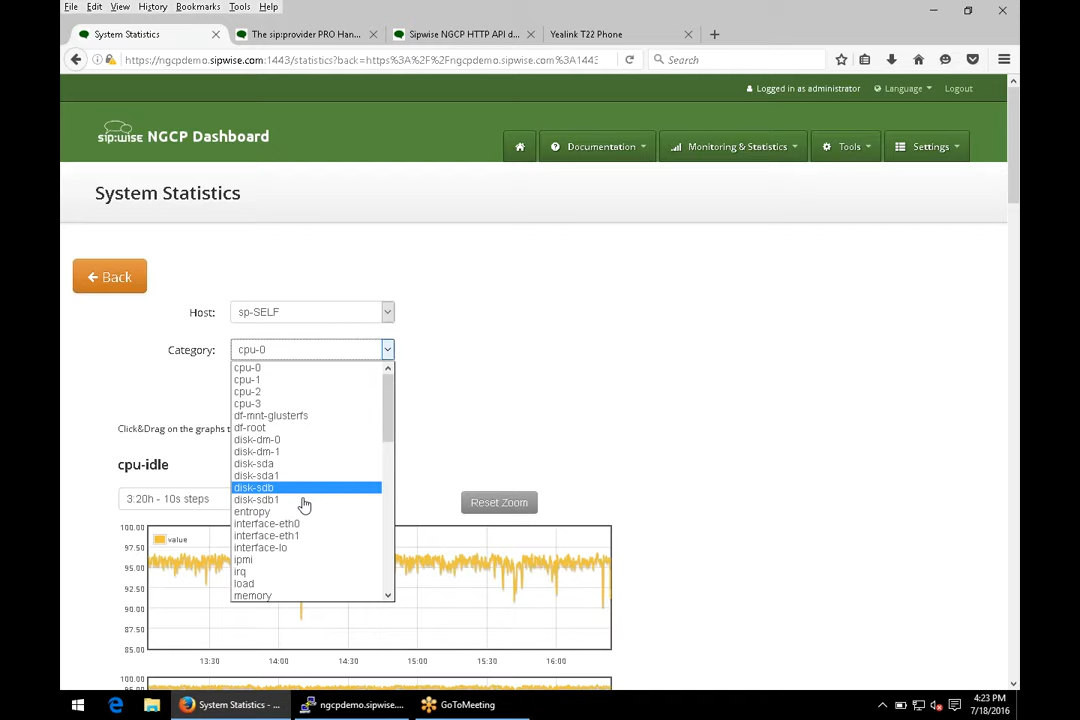 File Edit View History Bookmarks Tools Help
System Statistics
The sip:provider PRO Han...
Sipwise NGCP HTTP API d...
Yealink T22 Phone
https://ngcpdemo.sipwise.com:1443/statistics?back=https%3A%2F%2Fngcpdemo.sipwise.com%3A1443
Search
Logged in as administrator Language Logout
sip:wise NGCP Dashboard
Documentation Monitoring & Statistics Tools Settings
System Statistics
Back
Host: sp-SELF
Category: cpu-0
cpu-0
cpu-1
cpu-2
cpu-3
df-mnt-glusterfs
df-root
disk-dm-0
disk-dm-1
disk-sda
disk-sda1
disk-sdb
disk-sdb1
entropy
interface-eth0
interface-eth1
interface-lo
ipmi
irq
load
memory
Click&Drag on the graphs t
cpu-idle
3:20h - 10s steps
Reset Zoom
100.00
97.50
95.00
92.50
90.00
87.50
85.00
value
13:30 14:00 14:30 15:00 15:30 16:00
100.00
System Statistics - ...
ngcpdemo.sipwise....
GoToMeeting
4:23 PM
7/18/2016